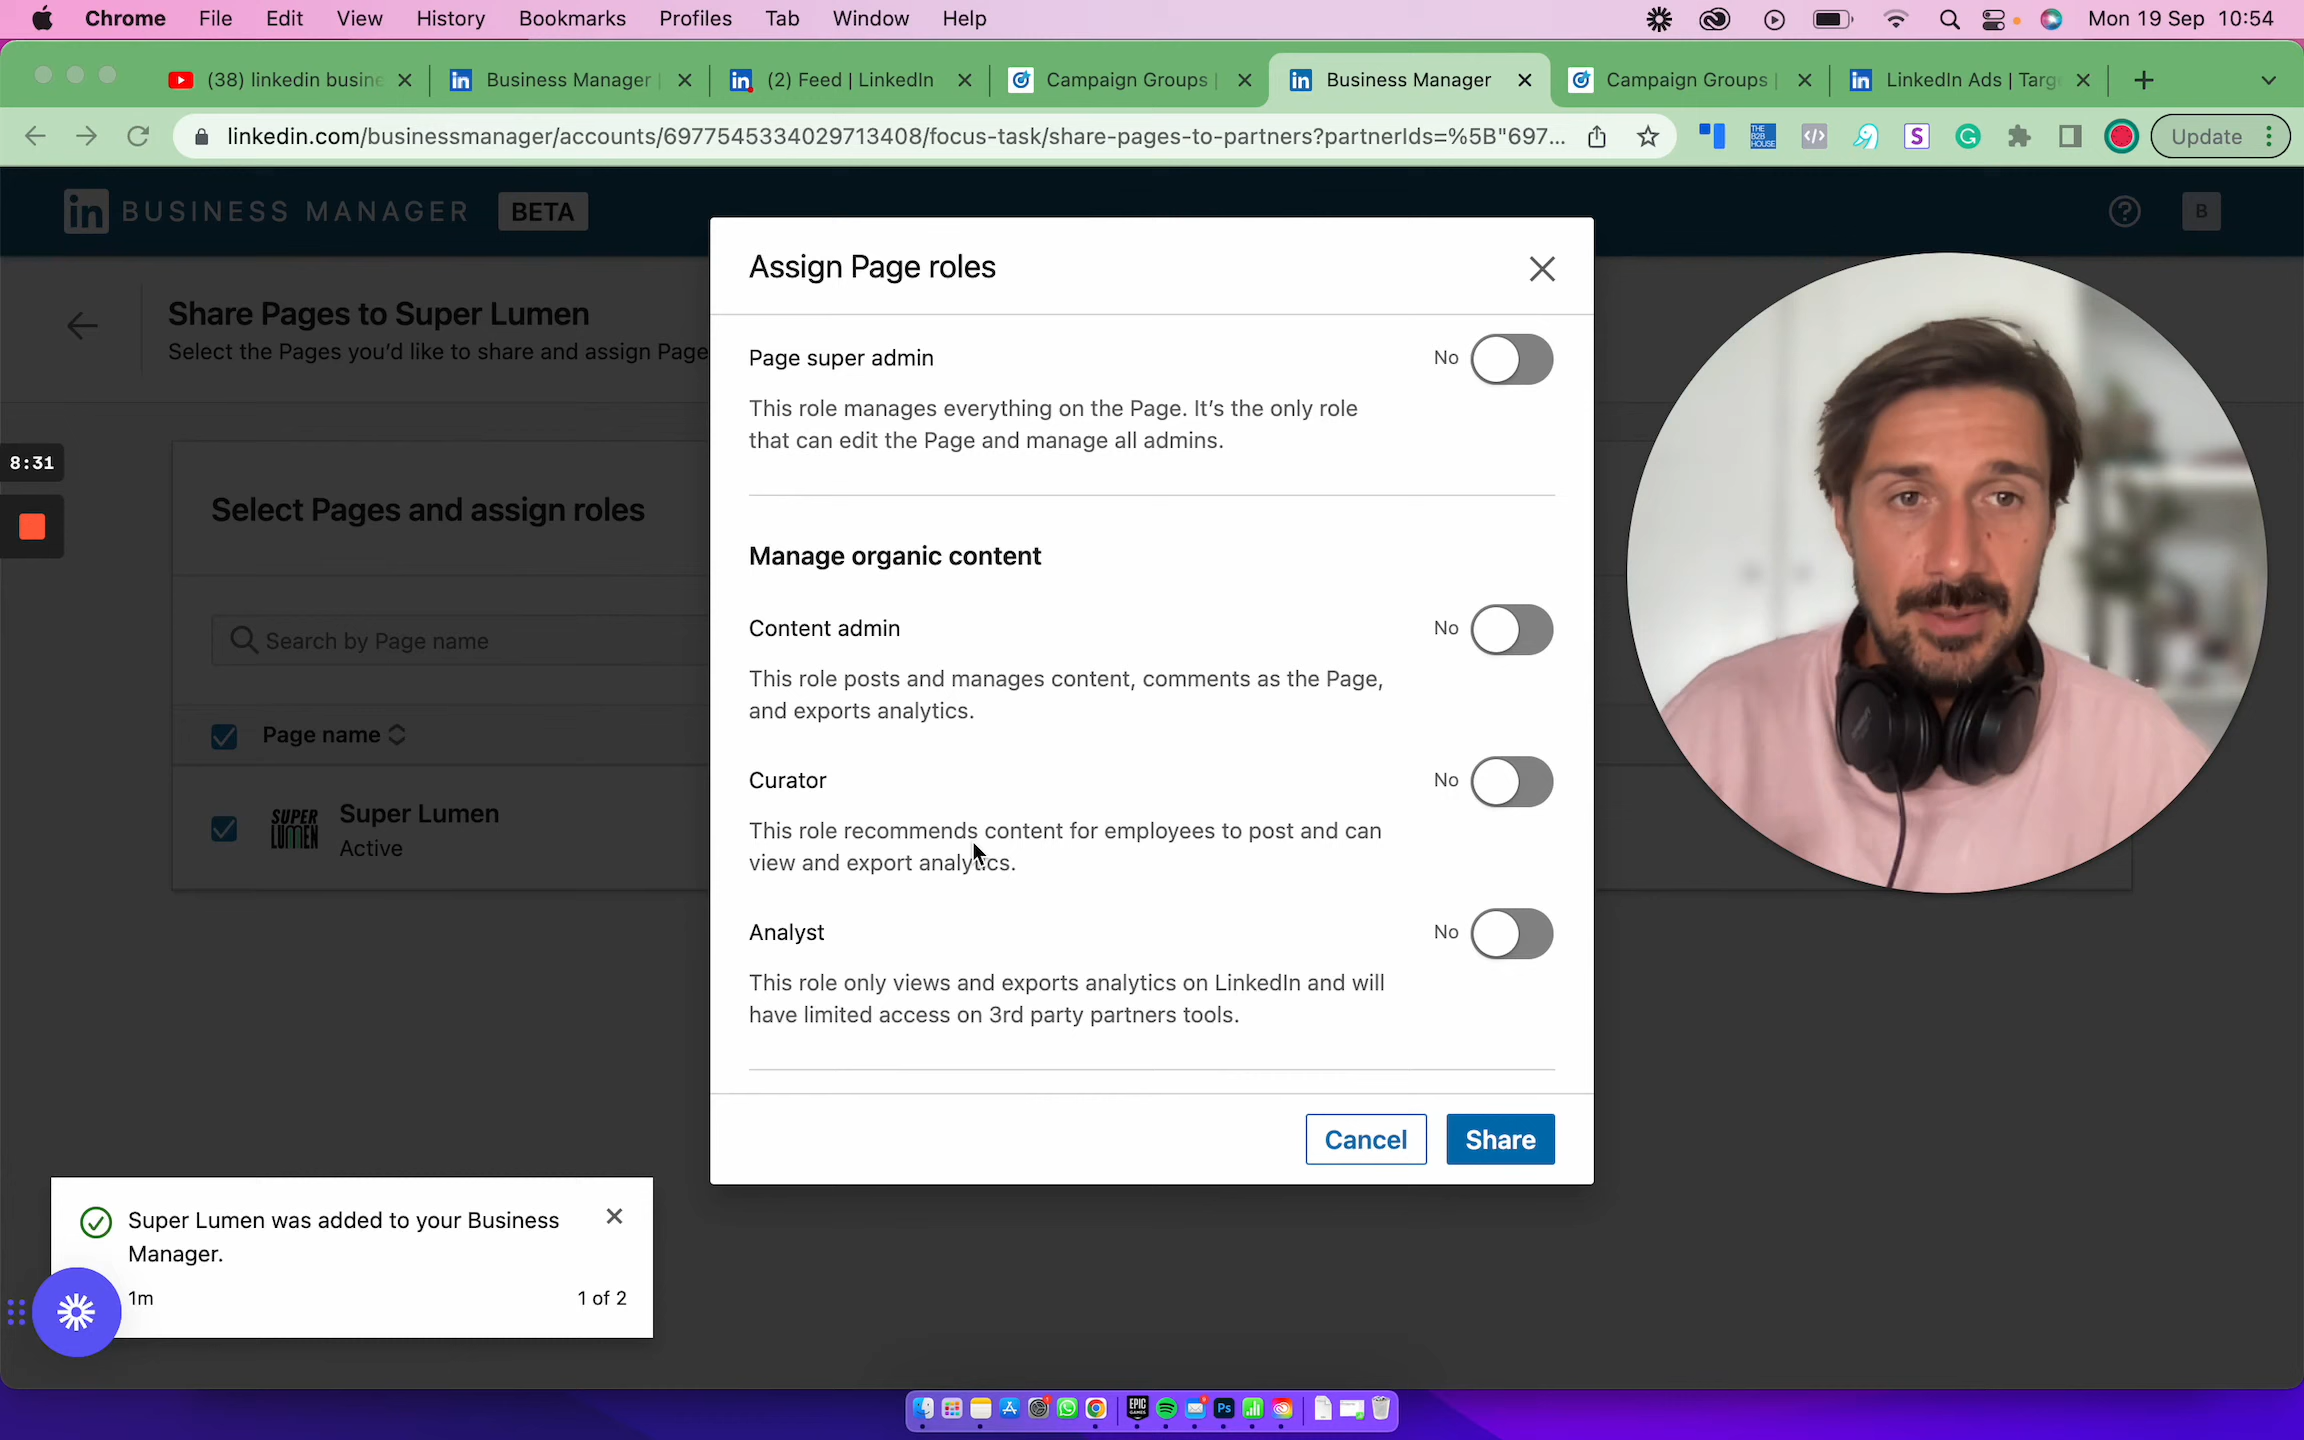 Chrome File Edit View History Bookmarks Profiles Tab Window Help Mon 19 Sep 10:54
(38) linkedin busine Business Manager | (2) Feed | LinkedIn Campaign Groups | Business Manager Campaign Groups | LinkedIn Ads | Targ
linkedin.com/businessmanager/accounts/6977545334029713408/focus-task/share-pages-to-partners?partnerIds=%5B"697... Update
in BUSINESS MANAGER BETA B
Share Pages to Super Lumen
Select the Pages you'd like to share and assign Page
8:31
Select Pages and assign roles
Search by Page name
Page name
SUPER LUMEN
Super Lumen
Active
Assign Page roles
Page super admin No
This role manages everything on the Page. It's the only role
that can edit the Page and manage all admins.
Manage organic content
Content admin No
This role posts and manages content, comments as the Page,
and exports analytics.
Curator No
This role recommends content for employees to post and can
view and export analytics.
Analyst No
This role only views and exports analytics on LinkedIn and will
have limited access on 3rd party partners tools.
Cancel Share
Super Lumen was added to your Business
Manager.
1m 1 of 2
EPIC GAMES Ps